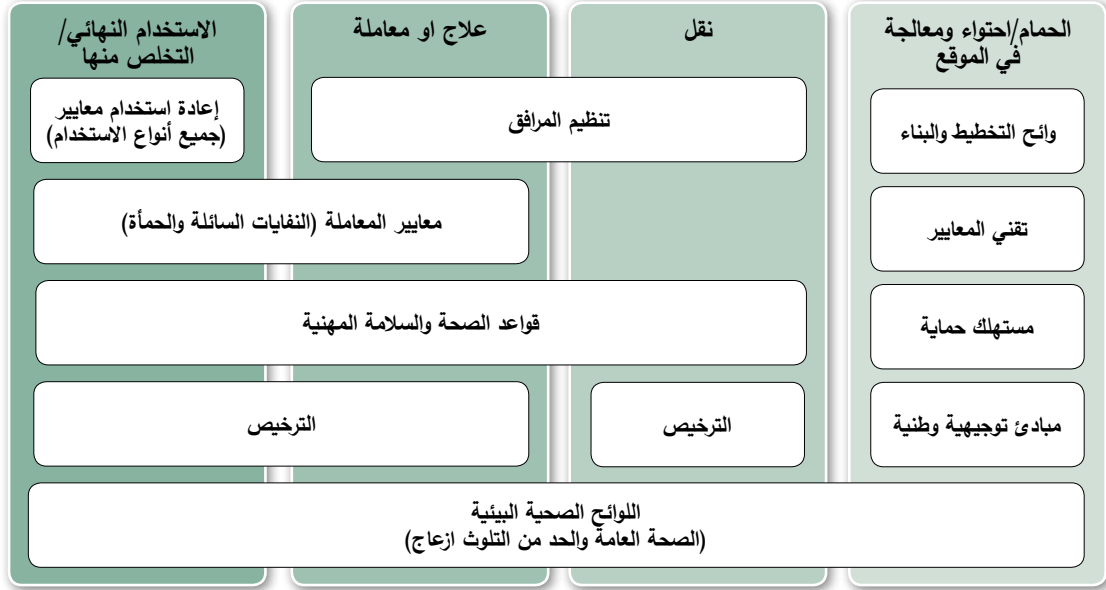 الحمام/احتواء ومعالجة
في الموقع
نقل
علاج او معاملة
الاستخدام النهائي/
التخلص منها
وائح التخطيط والبناء
تنظيم المرافق
إعادة استخدام معايير
(جميع أنواع الاستخدام)
تقني المعايير
معايير المعاملة (النفايات السائلة والحمأة)
مستهلك حماية
قواعد الصحة والسلامة المهنية
مبادئ توجيهية وطنية
الترخيص
الترخيص
اللوائح الصحية البيئية
(الصحة العامة والحد من التلوث ازعاج)